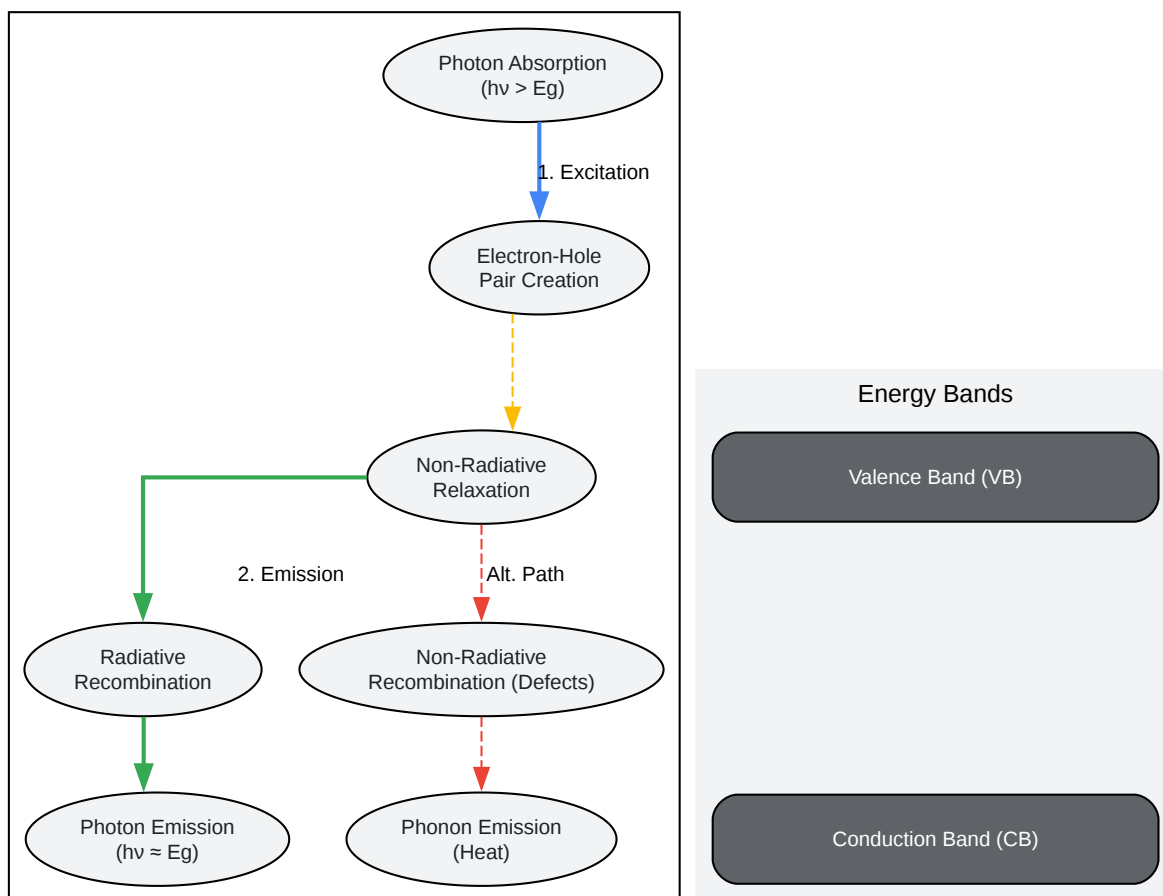 Photon Absorption
(hν > Eg)
1. Excitation
Electron-Hole
Pair Creation
Non-Radiative
Relaxation
2. Emission
Alt. Path
Radiative
Recombination
Non-Radiative
Recombination (Defects)
Photon Emission
(hν ≈ Eg)
Phonon Emission
(Heat)
Energy Bands
Valence Band (VB)
Conduction Band (CB)